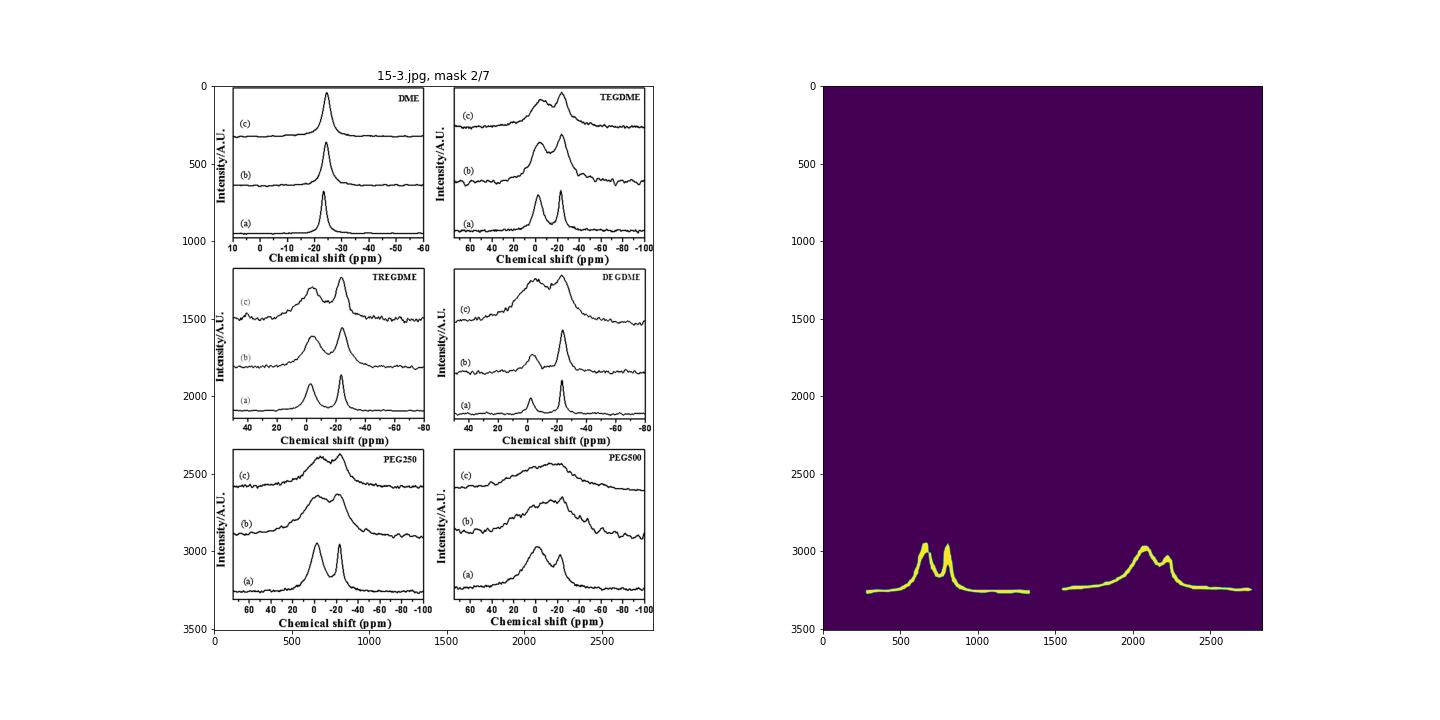 15-3.jpg, mask 2/7
0
500
1000
1500
2000
2500
3000
3500
0 500 1000 1500 2000 2500
DME
(c)
(b)
(a)
Intensity/A.U.
10 0 -10 -20 -30 -40 -50 -60
Chemical shift (ppm)
TEGDME
(c)
(b)
(a)
Intensity/A.U.
60 40 20 0 -20 -40 -60 -80 -100
Chemical shift (ppm)
TREGDME
(c)
(b)
(a)
Intensity/A.U.
40 20 0 -20 -40 -60 -80
Chemical shift (ppm)
DEGDME
(c)
(b)
(a)
Intensity/A.U.
40 20 0 -20 -40 -60 -80
Chemical shift (ppm)
PEG250
(c)
(b)
(a)
Intensity/A.U.
60 40 20 0 -20 -40 -60 -80 -100
Chemical shift (ppm)
PEG500
(c)
(b)
(a)
Intensity/A.U.
60 40 20 0 -20 -40 -60 -80 -100
Chemical shift (ppm)
0
500
1000
1500
2000
2500
3000
3500
0 500 1000 1500 2000 2500